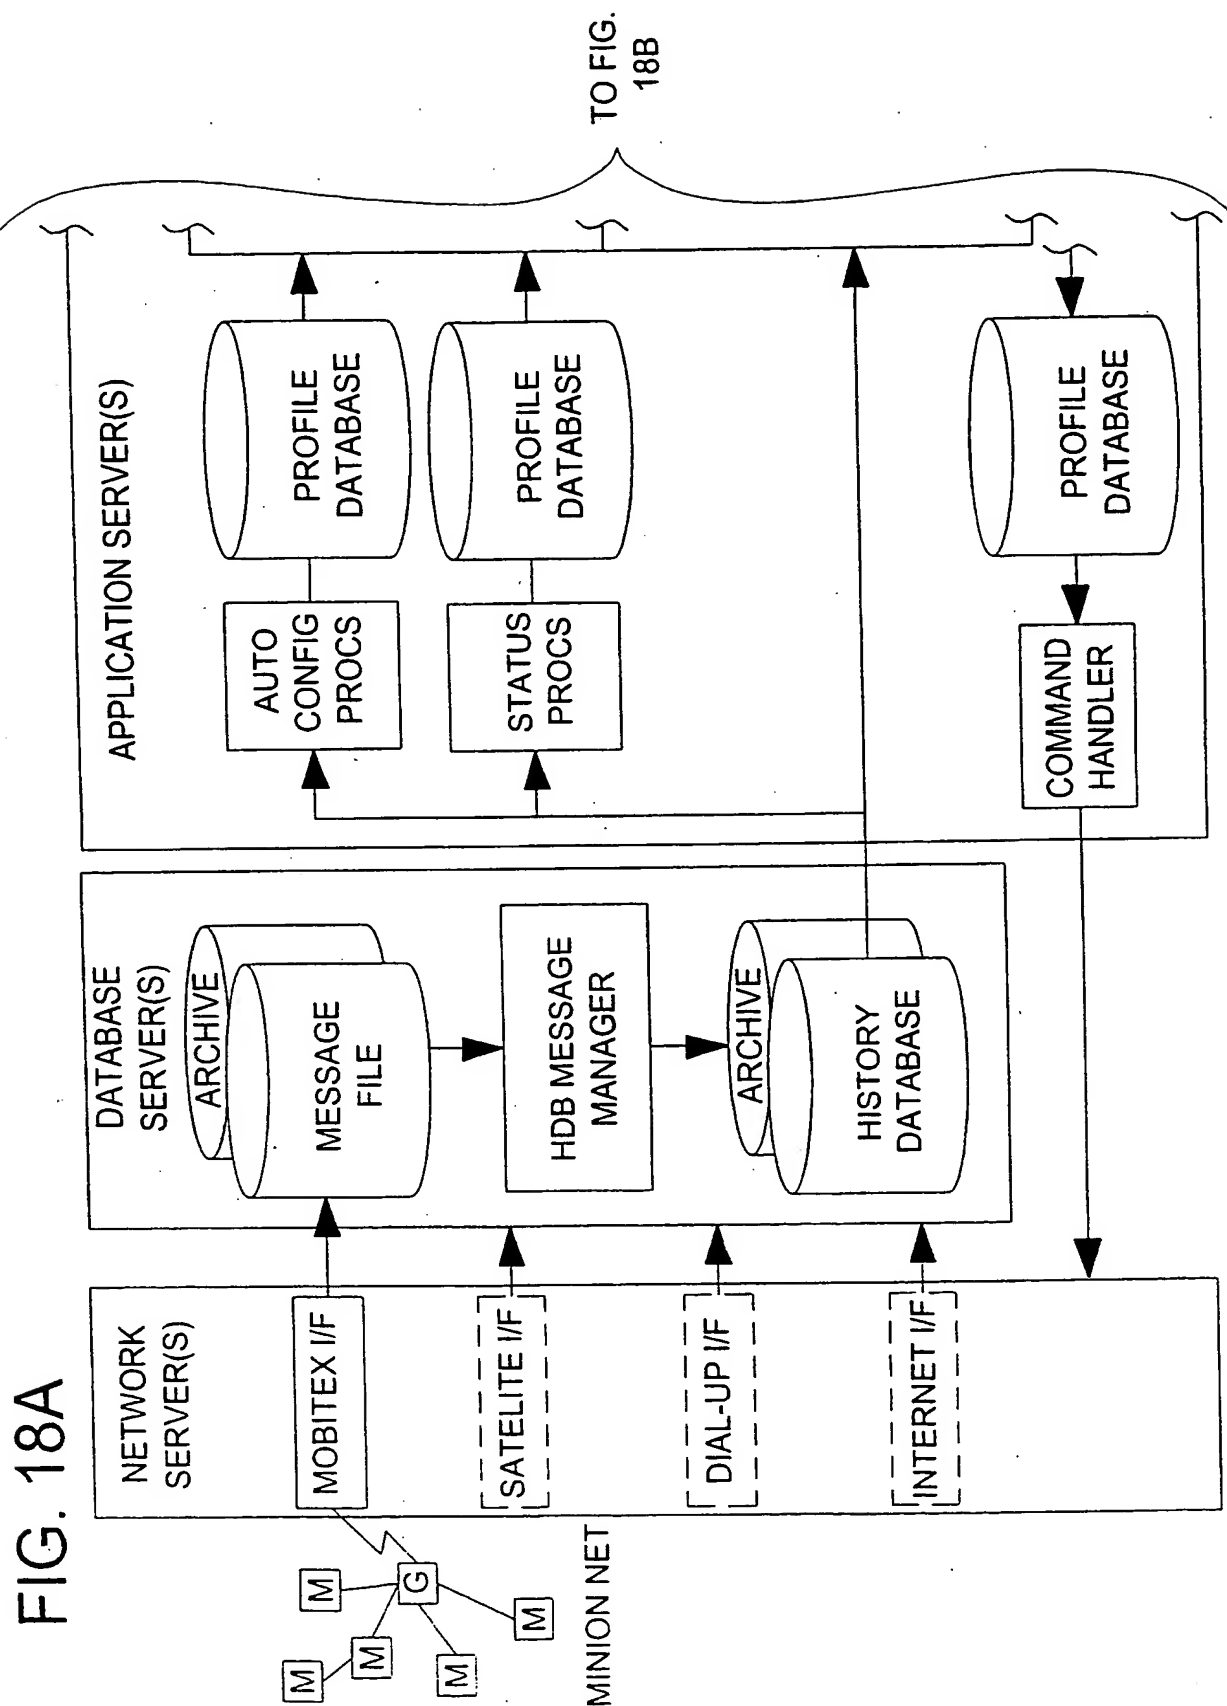 FIG. 18A
NETWORK
SERVER(S)
MOBITEX I/F
SATELITE I/F
DIAL-UP I/F
INTERNET I/F
M
M
M
M
M
G
MINION NET
DATABASE
SERVER(S)
ARCHIVE
MESSAGE
FILE
HDB MESSAGE
MANAGER
ARCHIVE
HISTORY
DATABASE
APPLICATION SERVER(S)
AUTO
CONFIG
PROCS
PROFILE
DATABASE
STATUS
PROCS
PROFILE
DATABASE
COMMAND
HANDLER
PROFILE
DATABASE
TO FIG.
18B